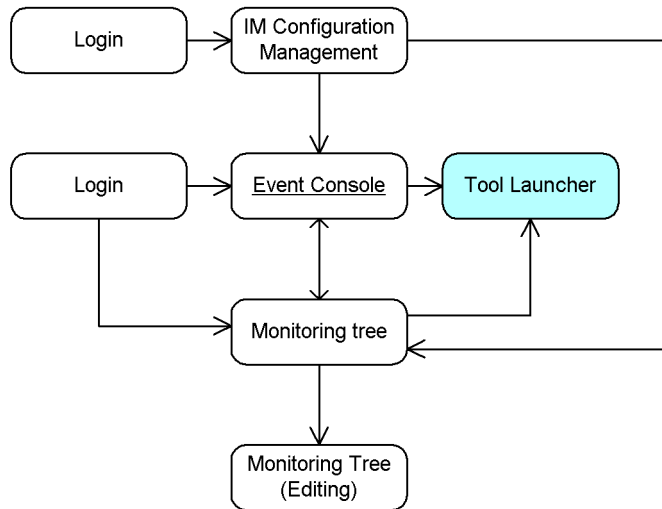 Login
IM Configuration
Management
Login
Event Console
Tool Launcher
Monitoring tree
Monitoring Tree
(Editing)